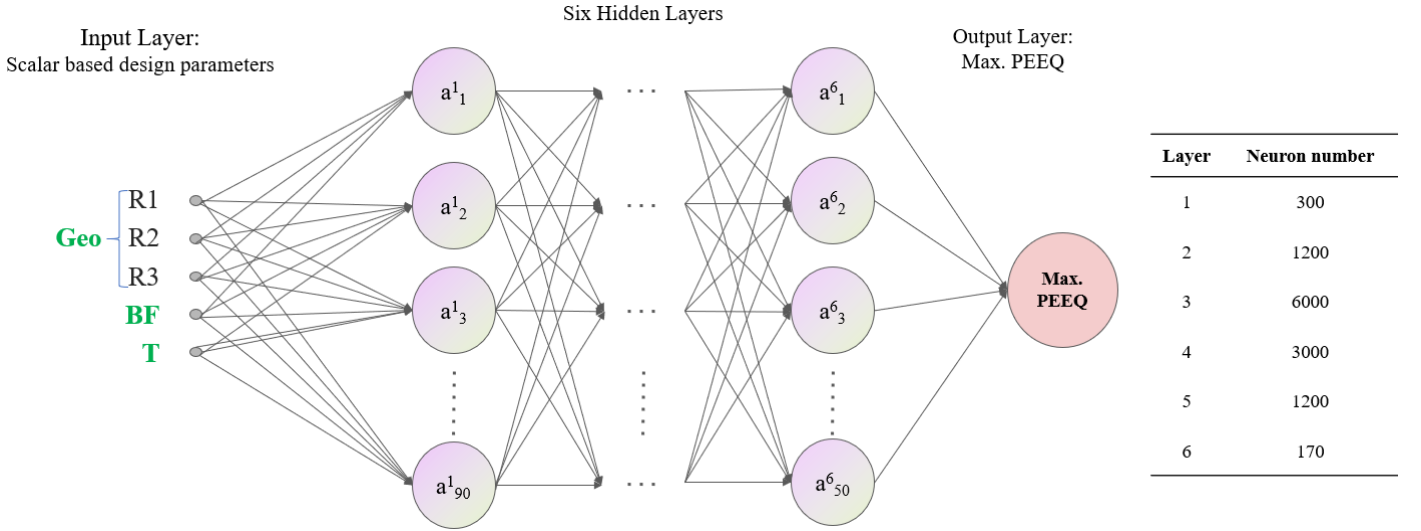 Six Hidden Layers
Input Layer:
Scalar based design parameters
Output Layer:
Max. PEEQ
R1
R2
R3
Geo
BF
T
a¹₁
a¹₂
a¹₃
a¹₉₀
...
...
...
...
a⁶₁
a⁶₂
a⁶₃
a⁶₅₀
Max.
PEEQ
Layer Neuron number
1 300
2 1200
3 6000
4 3000
5 1200
6 170